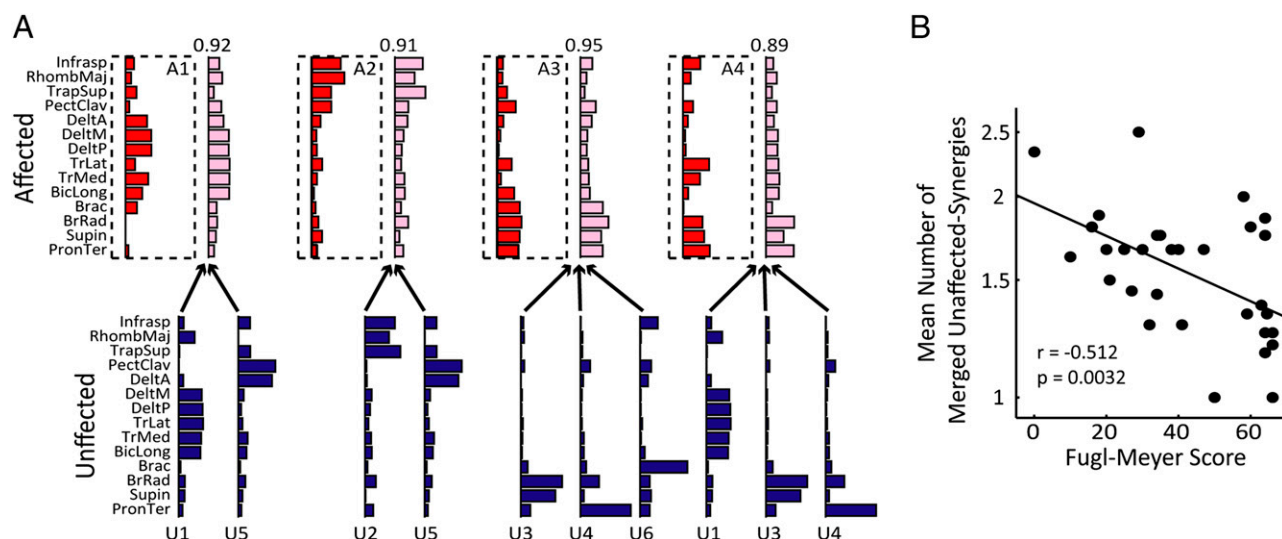 A
B
0.92
0.91
0.95
0.89
A1
A2
A3
A4
Affected
Infrasp
RhombMaj
TrapSup
PectClav
DeltA
DeltM
DeltP
TrLat
TrMed
BicLong
Brac
BrRad
Supin
PronTer
Unffected
Infrasp
RhombMaj
TrapSup
PectClav
DeltA
DeltM
DeltP
TrLat
TrMed
BicLong
Brac
BrRad
Supin
PronTer
U1
U5
U2
U5
U3
U4
U6
U1
U3
U4
Mean Number of
Merged Unaffected-Synergies
2.5
2
1.5
1
r = -0.512
p = 0.0032
0
20
40
60
Fugl-Meyer Score